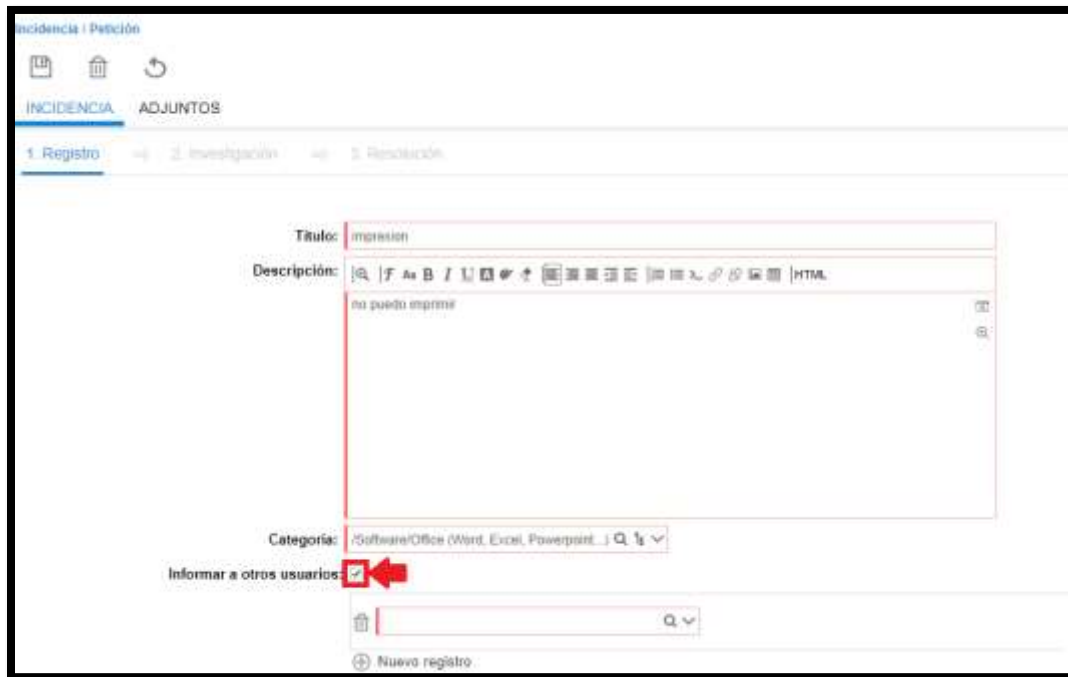 Incidencia | Petición
INCIDENCIA ADJUNTOS
1. Registro 2. Investigación 3. Resolución
Título: impresion
Descripción: HTML
no puedo imprimir
Categoría: /Software/Office (Word, Excel, Powerpoint...)
Informar a otros usuarios:
Nuevo registro